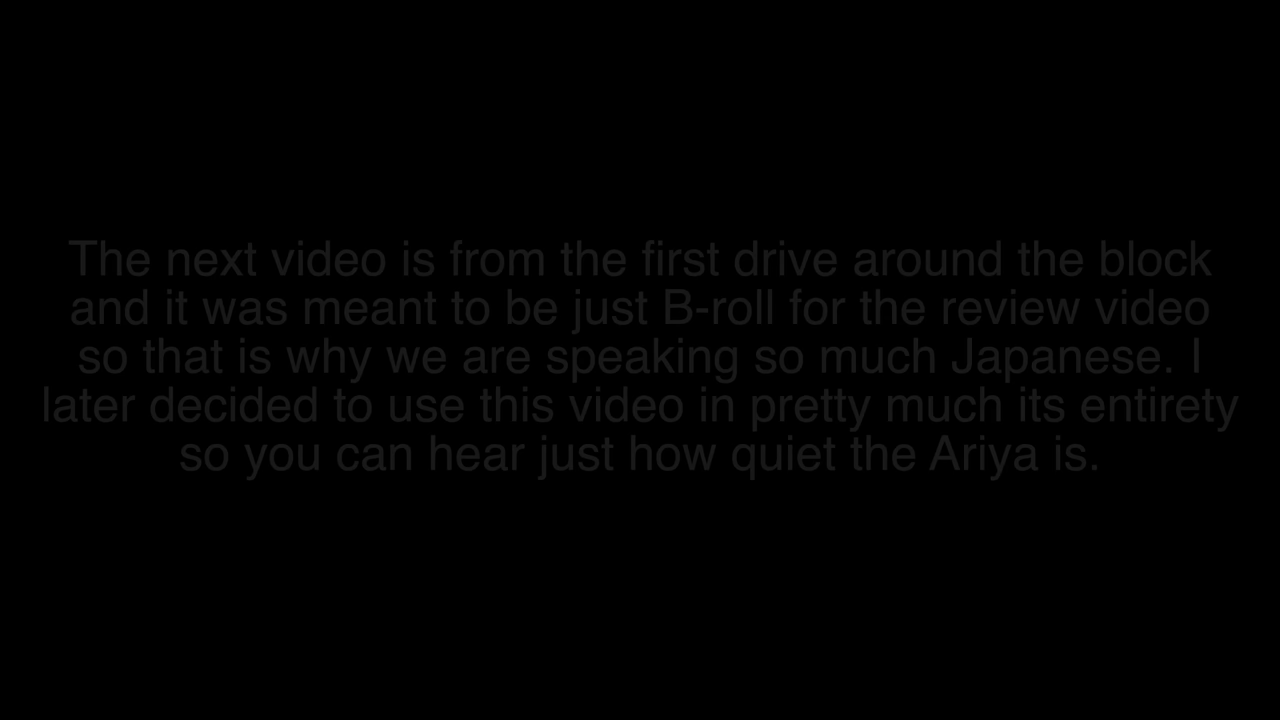 The next video is from the first drive around the block
and it was meant to be just B-roll for the review video
so that is why we are speaking so much Japanese. I
later decided to use this video in pretty much its entirety
so you can hear just how quiet the Ariya is.